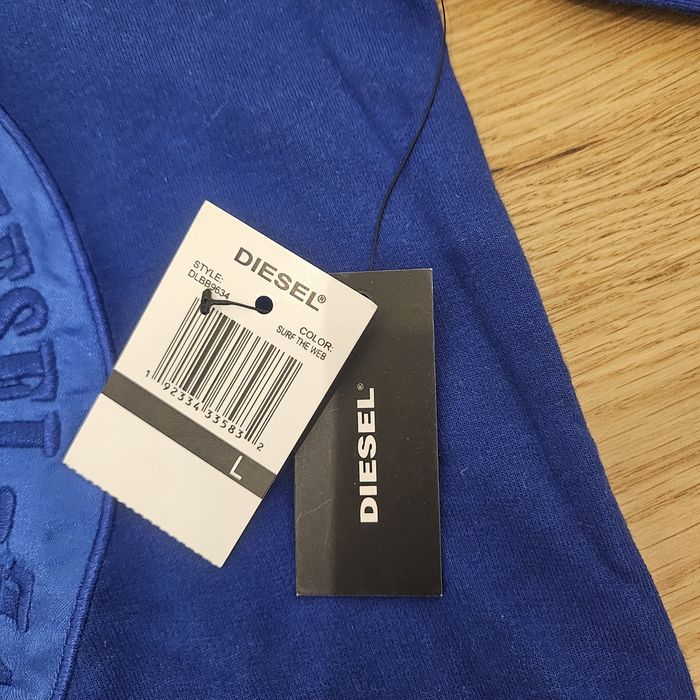 DIESEL®
STYLE:
DLBB9634
COLOR:
SURF THE WEB
1 92334 33583 2
L
DIESEL®